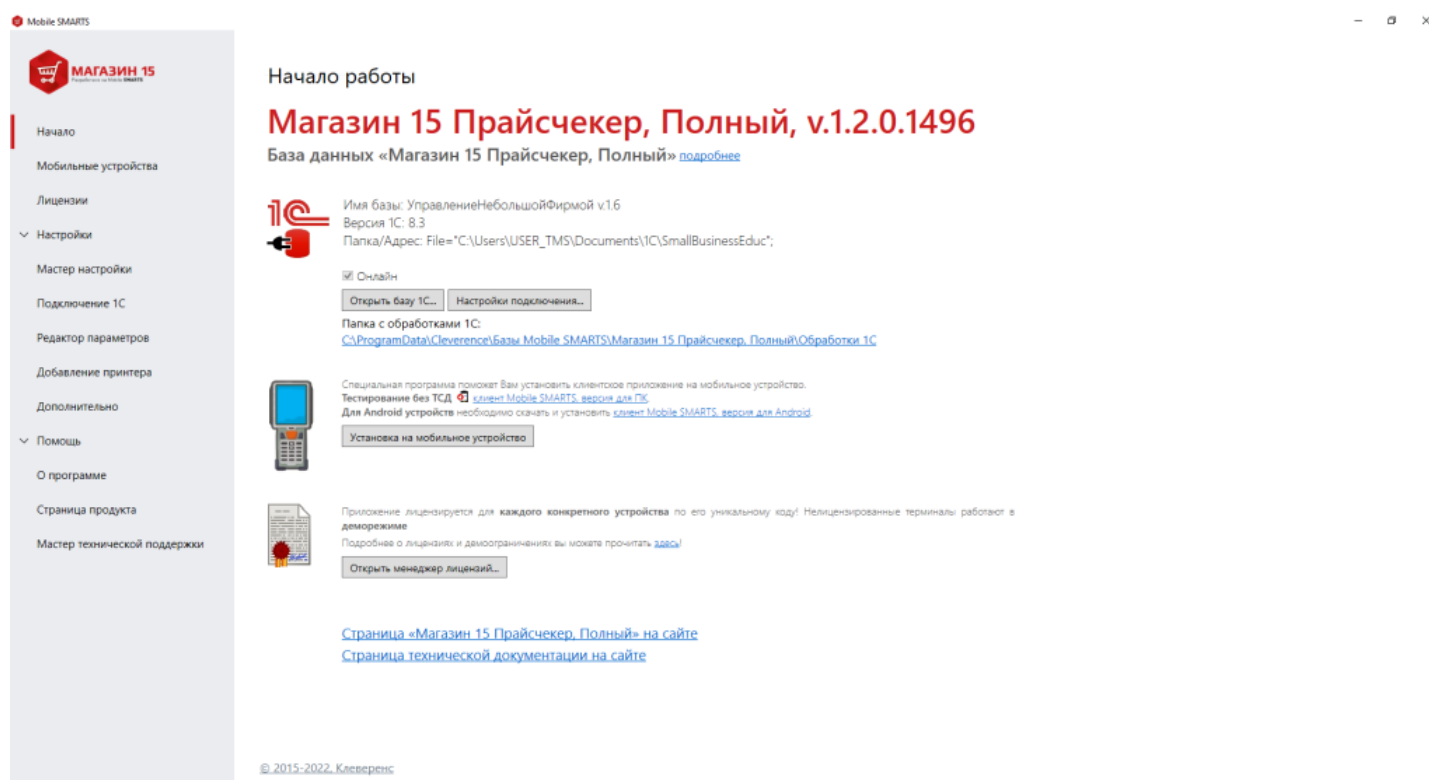 Mobile SMARTS
МАГАЗИН 15
Разработано на Mobile SMARTS
Начало
Мобильные устройства
Лицензии
Настройки
Мастер настройки
Подключение 1С
Редактор параметров
Добавление принтера
Дополнительно
Помощь
О программе
Страница продукта
Мастер технической поддержки
Начало работы
Магазин 15 Прайсчекер, Полный, v.1.2.0.1496
База данных «Магазин 15 Прайсчекер, Полный» подробнее
Имя базы: УправлениеНебольшойФирмой v.1.6
Версия 1С: 8.3
Папка/Адрес: File="C:\Users\USER_TMS\Documents\1C\SmallBusinessEduc";
Онлайн
Открыть базу 1С... Настройки подключения...
Папка с обработками 1С:
C:\ProgramData\Cleverence\Базы Mobile SMARTS\Магазин 15 Прайсчекер, Полный\Обработки 1С
Специальная программа поможет Вам установить клиентское приложение на мобильное устройство.
Тестирование без ТСД клиент Mobile SMARTS, версия для ПК.
Для Android устройств необходимо скачать и установить клиент Mobile SMARTS, версия для Android.
Установка на мобильное устройство
Приложение лицензируется для каждого конкретного устройства по его уникальному коду! Нелицензированные терминалы работают в
деморежиме
Подробнее о лицензиях и демоограничениях вы можете прочитать здесь!
Открыть менеджер лицензий...
Страница «Магазин 15 Прайсчекер, Полный» на сайте
Страница технической документации на сайте
© 2015-2022, Клеверенс